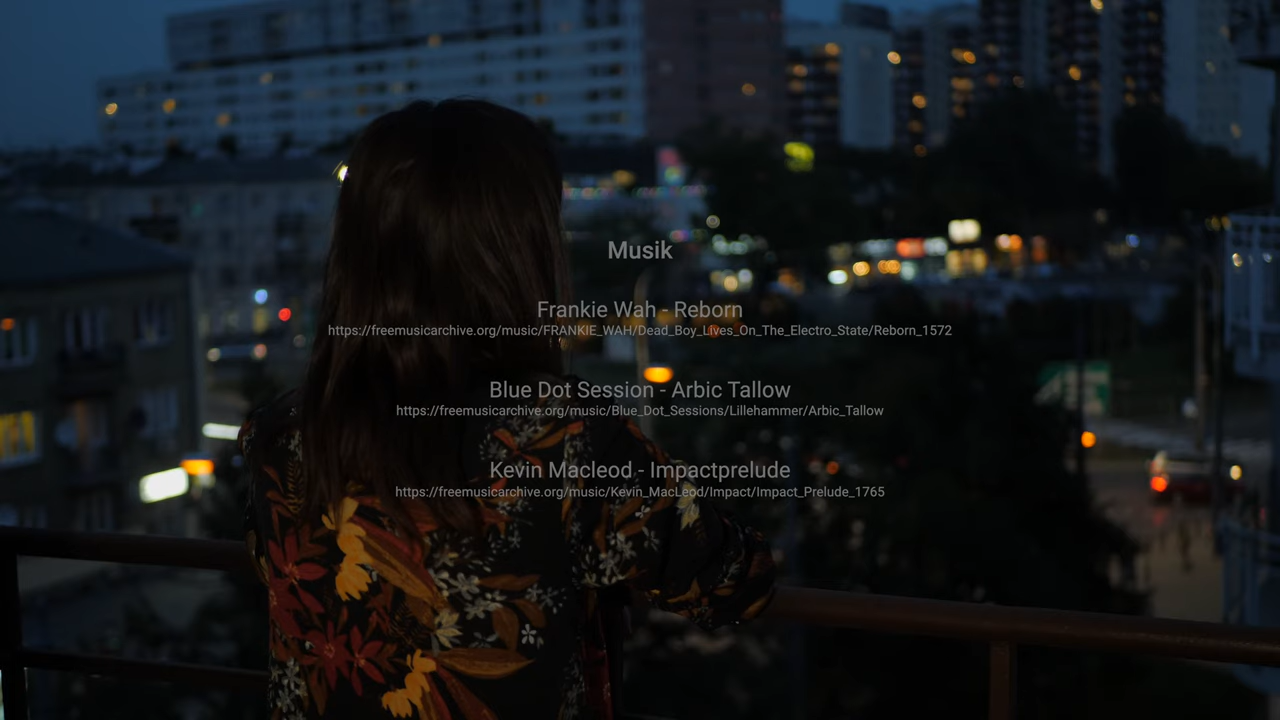 Musik
Frankie Wah - Reborn
https://freemusicarchive.org/music/FRANKIE_WAH/Dead_Boy_Lives_On_The_Electro_State/Reborn_1572
Blue Dot Session - Arbic Tallow
https://freemusicarchive.org/music/Blue_Dot_Sessions/Lillehammer/Arbic_Tallow
Kevin Macleod - Impactprelude
https://freemusicarchive.org/music/Kevin_MacLeod/Impact/Impact_Prelude_1765